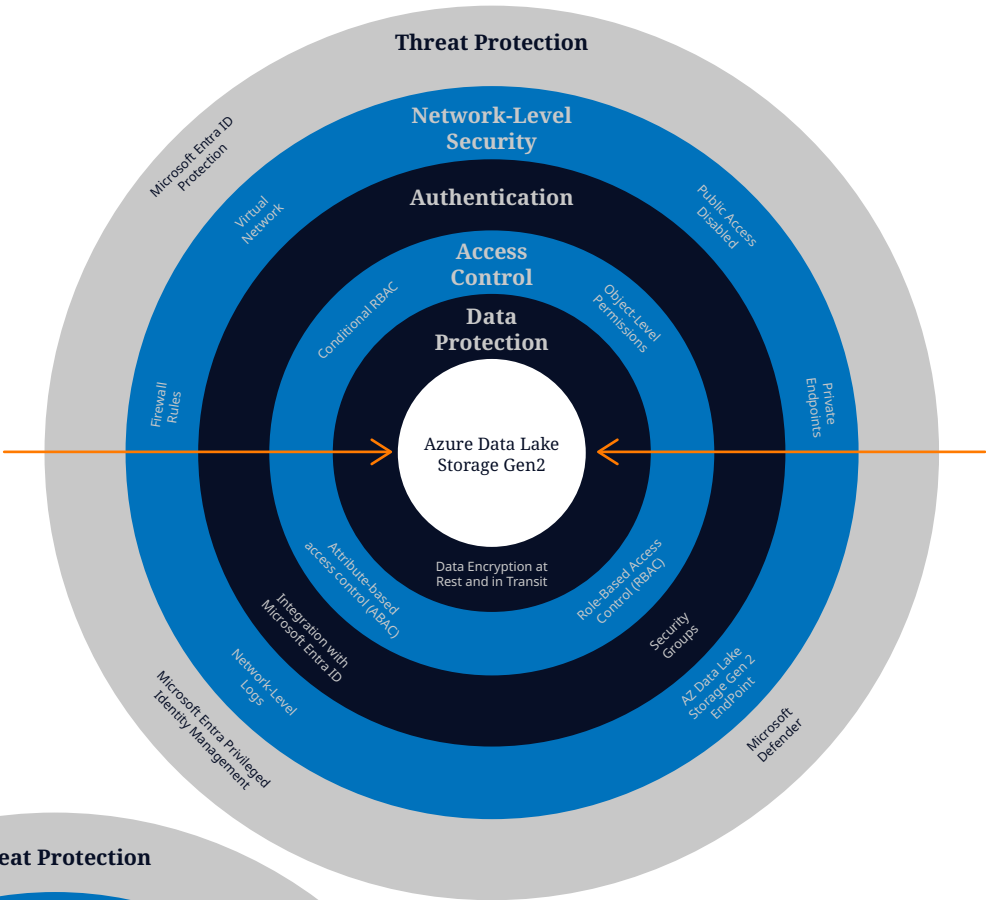 Threat Protection
Network-Level
Security
Microsoft Entra ID
Protection
Authentication
Virtual
Network
Public Access
Disabled
Access
Control
Conditional RBAC
Object-Level
Permissions
Data
Protection
Firewall
Rules
Private
Endpoints
Azure Data Lake
Storage Gen2
Data Encryption at
Rest and in Transit
Attribute-based
access control (ABAC)
Role-Based Access
Control (RBAC)
Integration with
Microsoft Entra ID
Security
Groups
Network-Level
Logs
AZ Data Lake
Storage Gen 2
EndPoint
Microsoft Entra Privileged
Identity Management
Microsoft
Defender
eat Protection